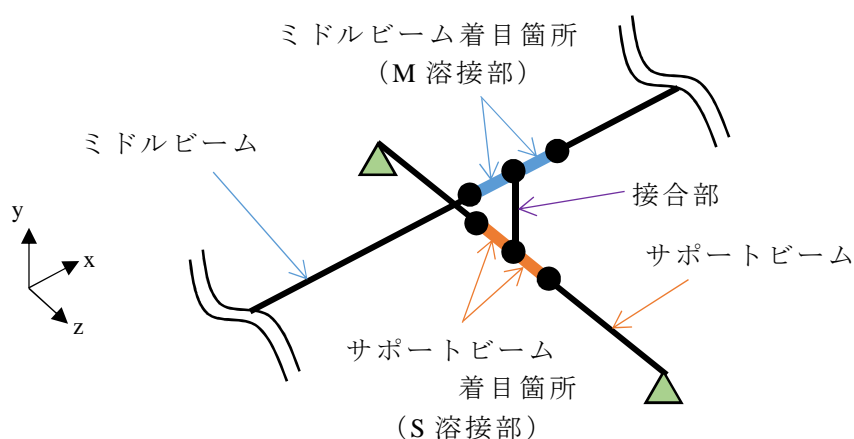 ミドルビーム着目箇所
（M 溶接部）
ミドルビーム
接合部
y
x
z
サポートビーム
サポートビーム
着目箇所
（S 溶接部）